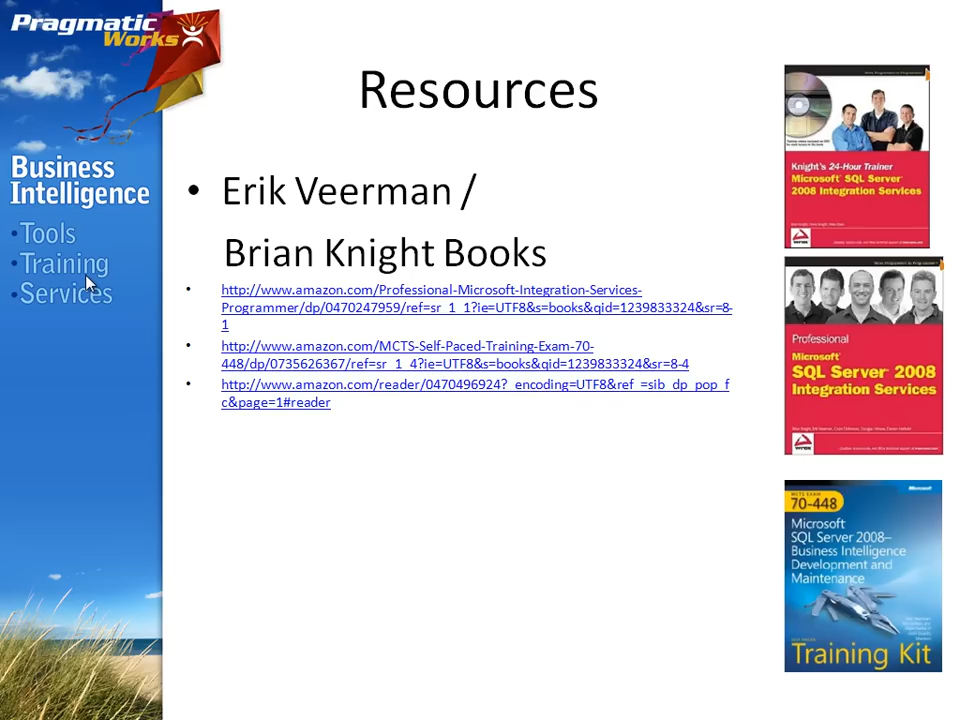 Pragmatic
Works
Business
Intelligence
•Tools
•Training
•Services
Resources
• Erik Veerman /
Brian Knight Books
• http://www.amazon.com/Professional-Microsoft-Integration-Services-
Programmer/dp/0470247959/ref=sr_1_1?ie=UTF8&s=books&qid=1239833324&sr=8-
1
• http://www.amazon.com/MCTS-Self-Paced-Training-Exam-70-
448/dp/0735626367/ref=sr_1_4?ie=UTF8&s=books&qid=1239833324&sr=8-4
• http://www.amazon.com/reader/0470496924?_encoding=UTF8&ref_=sib_dp_pop_f
c&page=1#reader
Knight's 24-Hour Trainer
Microsoft® SQL Server®
2008 Integration Services
Professional
Microsoft®
SQL Server® 2008
Integration Services
Microsoft
MCTS EXAM
70-448
Microsoft
SQL Server 2008–
Business Intelligence
Development and
Maintenance
Training Kit